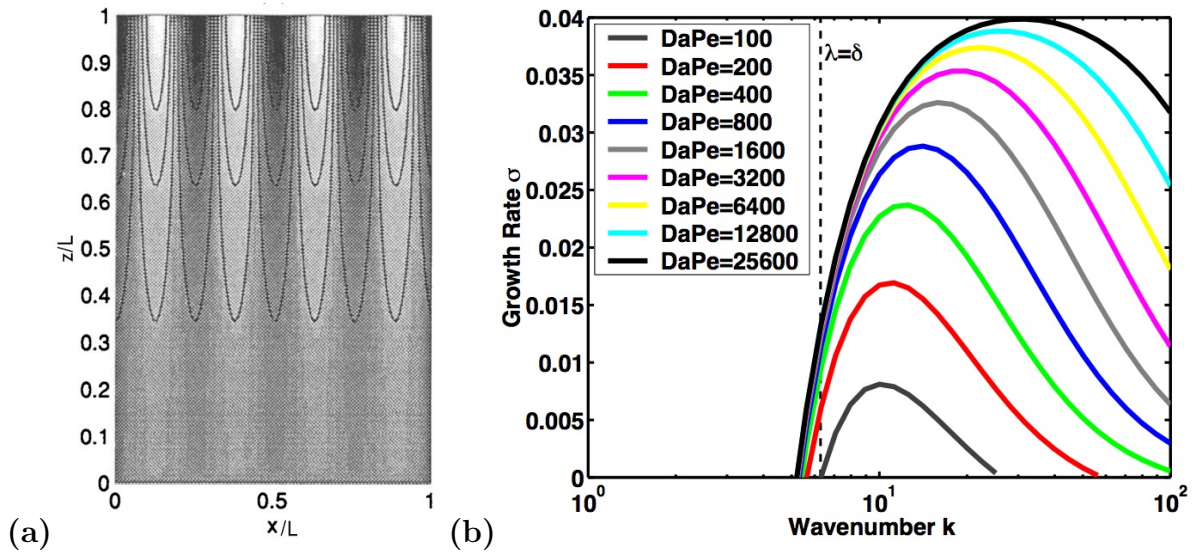 1
0.9
0.8
0.7
0.6
0.5
0.4
0.3
0.2
0.1
0
z/L
0
0.5
1
x/L
(a)
0.04
0.035
0.03
0.025
0.02
0.015
0.01
0.005
0
Growth Rate σ
DaPe=100
DaPe=200
DaPe=400
DaPe=800
DaPe=1600
DaPe=3200
DaPe=6400
DaPe=12800
DaPe=25600
λ=δ
10⁰
10¹
10²
Wavenumber k
(b)